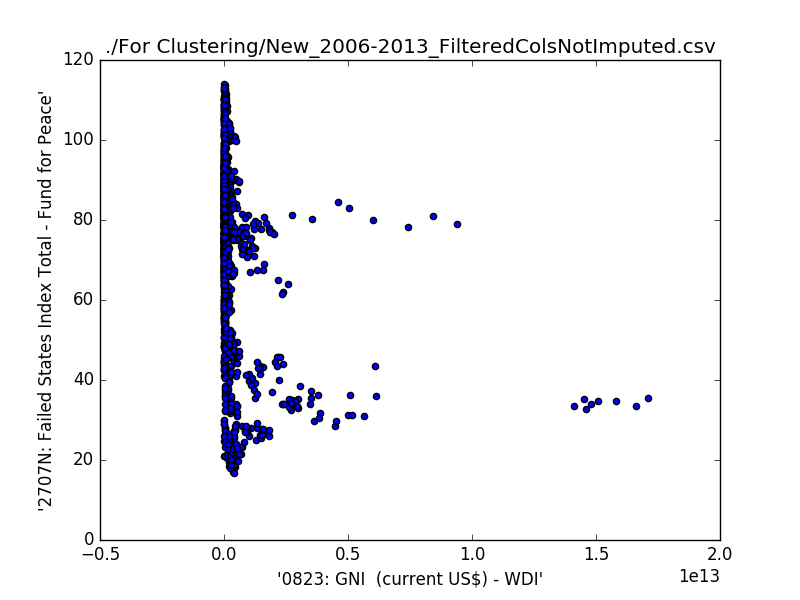 ./For Clustering/New_2006-2013_FilteredColsNotImputed.csv
'2707N: Failed States Index Total - Fund for Peace'
120
100
80
60
40
20
0
−0.5 0.0 0.5 1.0 1.5 2.0
1e13
'0823: GNI  (current US$) - WDI'